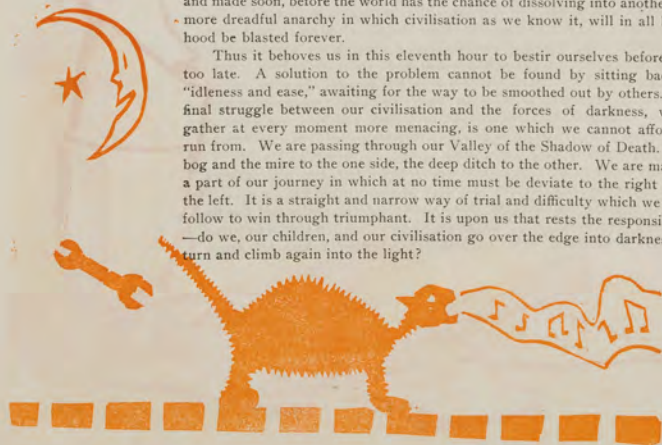 and made soon, before the world has the chance of dissolving into another
more dreadful anarchy in which civilisation as we know it, will in all
hood be blasted forever.
Thus it behoves us in this eleventh hour to bestir ourselves before
too late. A solution to the problem cannot be found by sitting ba
"idleness and ease," awaiting for the way to be smoothed out by others.
final struggle between our civilisation and the forces of darkness,
gather at every moment more menacing, is one which we cannot affo
run from. We are passing through our Valley of the Shadow of Death.
bog and the mire to the one side, the deep ditch to the other. We are ma
a part of our journey in which at no time must be deviate to the right
the left. It is a straight and narrow way of trial and difficulty which we
follow to win through triumphant. It is upon us that rests the responsi
—do we, our children, and our civilisation go over the edge into darkne
turn and climb again into the light?